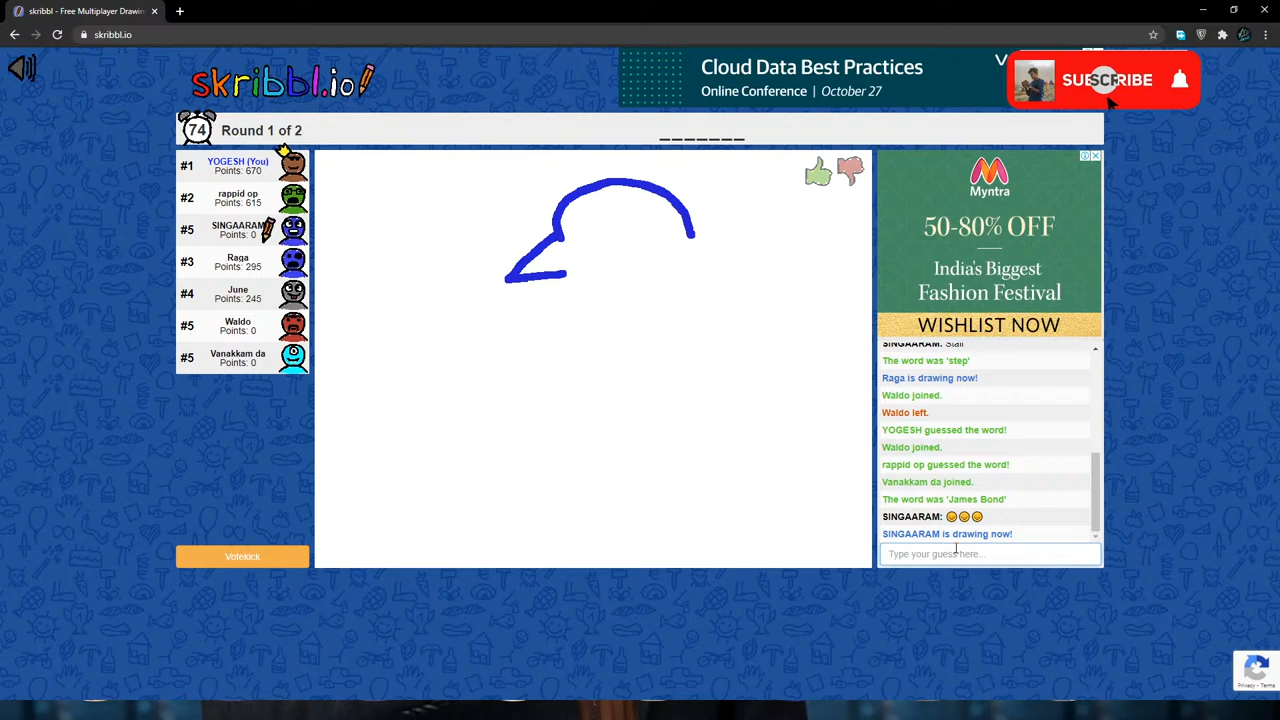 skribbl - Free Multiplayer Drawin
skribbl.io
skribbl.io
Cloud Data Best Practices
Online Conference | October 27
V
SUBSCRIBE
74
Round 1 of 2
_______
#1
YOGESH (You)
Points: 670
#2
rappid op
Points: 615
#5
SINGAARAM
Points: 0
#3
Raga
Points: 295
#4
June
Points: 245
#5
Waldo
Points: 0
#5
Vanakkam da
Points: 0
Votekick
Myntra
50-80% OFF
India's Biggest
Fashion Festival
WISHLIST NOW
SINGAARAM: Stall
The word was 'step'
Raga is drawing now!
Waldo joined.
Waldo left.
YOGESH guessed the word!
Waldo joined.
rappid op guessed the word!
Vanakkam da joined.
The word was 'James Bond'
SINGAARAM: 😑😑😑
SINGAARAM is drawing now!
Type your guess here...
Privacy - Terms